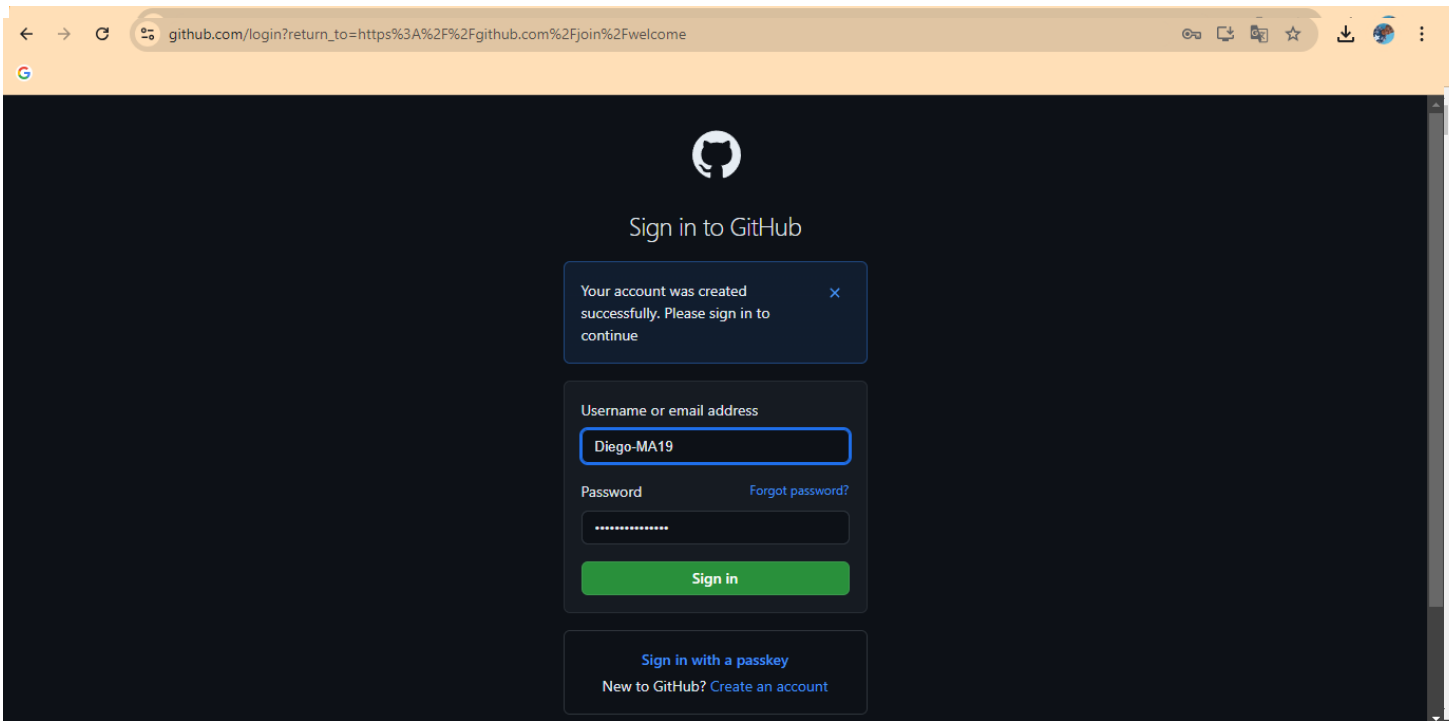 github.com/login?return_to=https%3A%2F%2Fgithub.com%2Fjoin%2Fwelcome
Sign in to GitHub
Your account was created
successfully. Please sign in to
continue
Username or email address
Diego-MA19
Password Forgot password?
Sign in
Sign in with a passkey
New to GitHub? Create an account